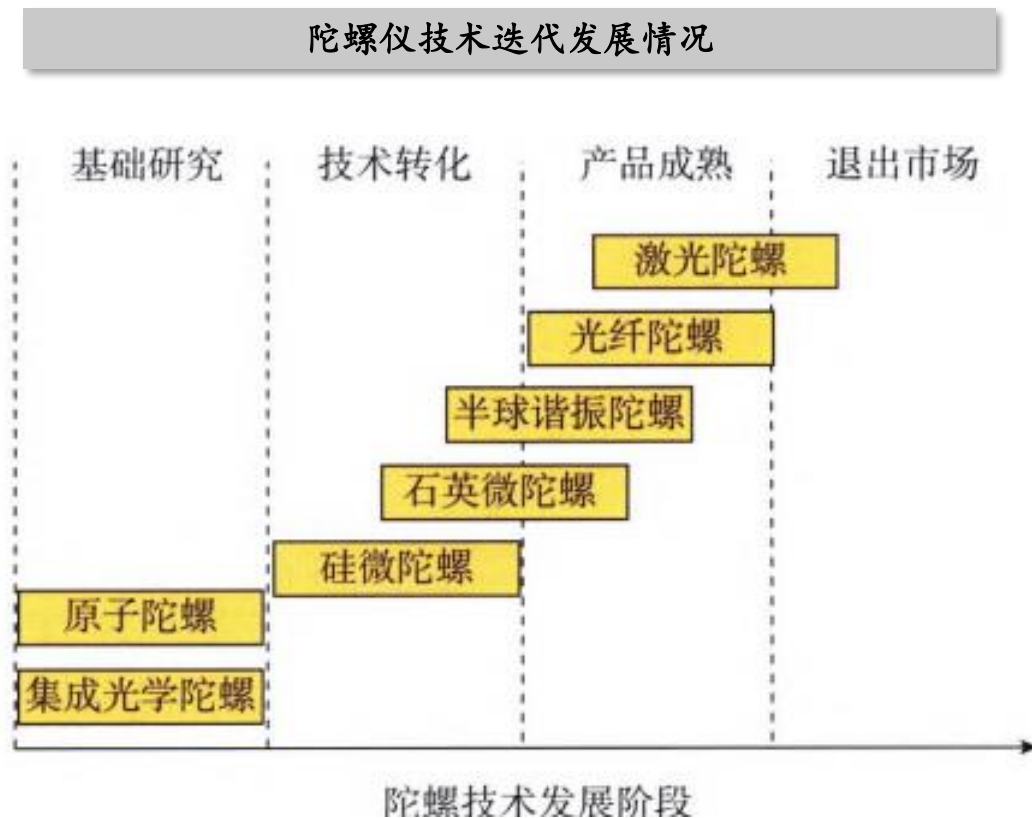 陀螺仪技术迭代发展情况
基础研究 技术转化 产品成熟 退出市场
激光陀螺
光纤陀螺
半球谐振陀螺
石英微陀螺
硅微陀螺
原子陀螺
集成光学陀螺
陀螺技术发展阶段